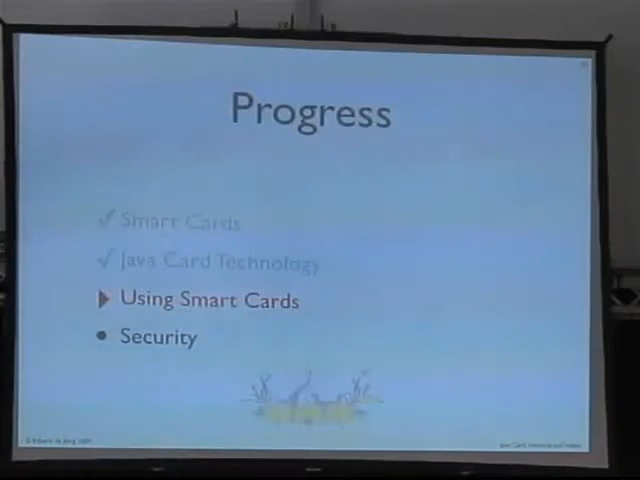 Progress
✓ Smart Cards
✓ Java Card Technology
▶ Using Smart Cards
• Security